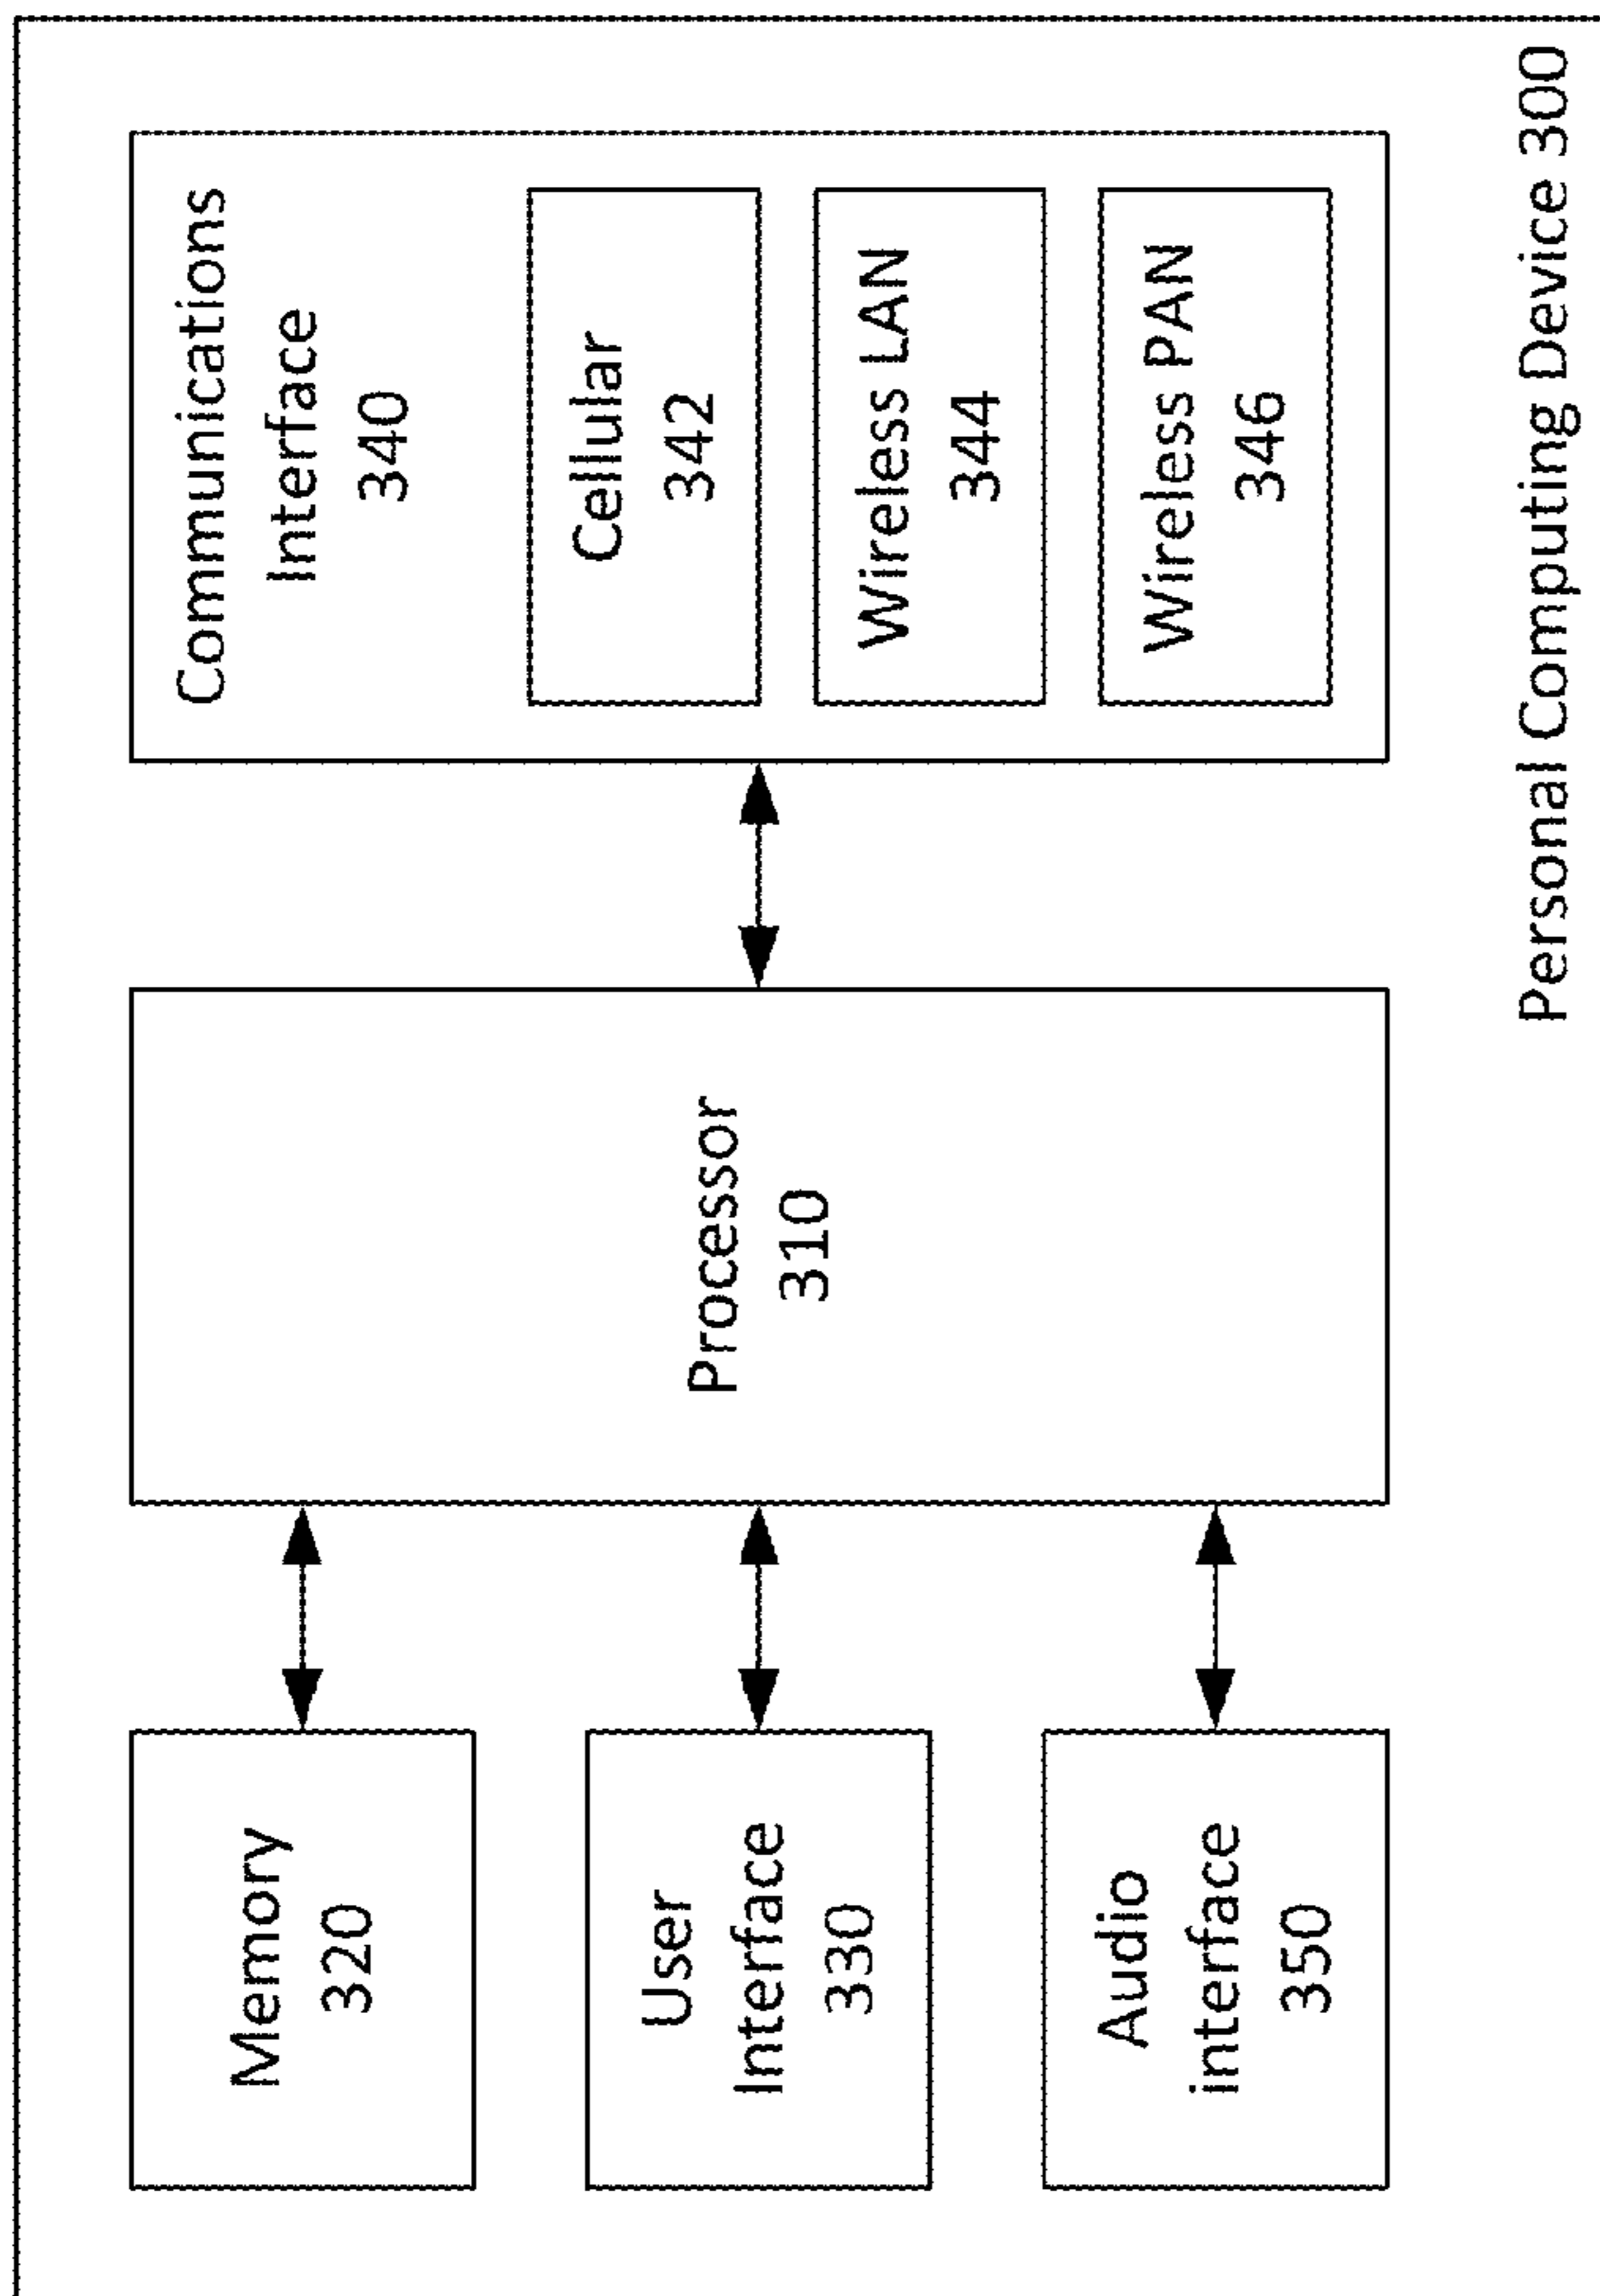 Memory
320
User
Interface
330
Audio
interface
350
Processor
310
Communications
Interface
340
Cellular
342
Wireless LAN
344
Wireless PAN
346
Personal Computing Device 300